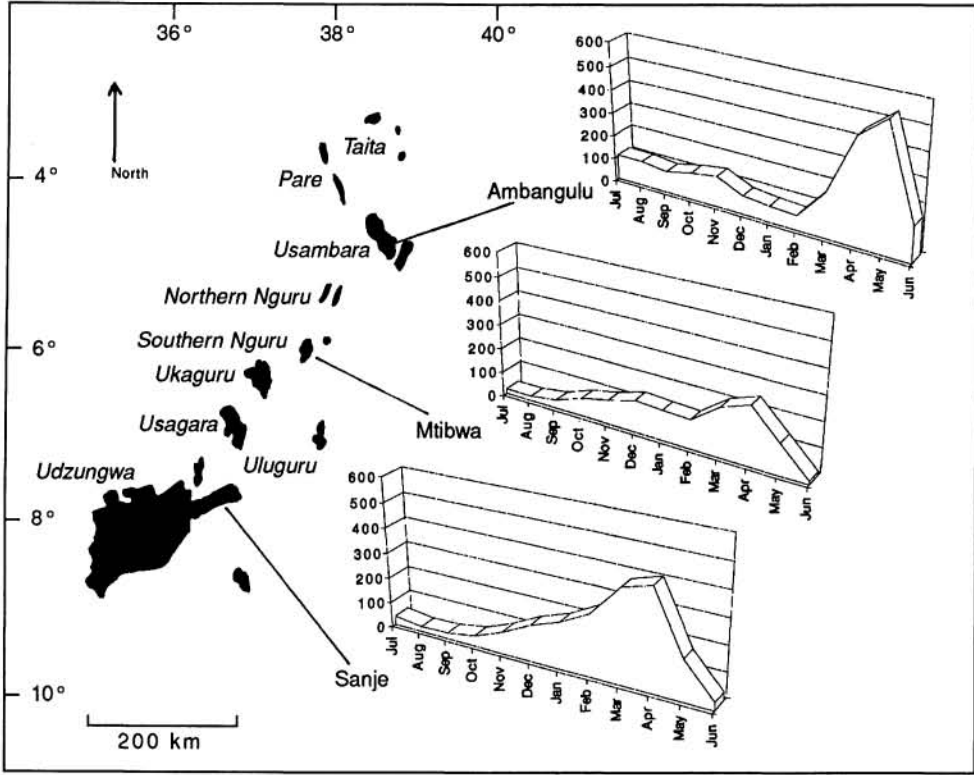 36° 38° 40°
4°
6°
8°
10°
North
Taita
Pare
Ambangulu
Usambara
Northern Nguru
Southern Nguru
Ukaguru
Mtibwa
Usagara
Uluguru
Udzungwa
Sanje
200 km
600
500
400
300
200
100
0
Jul Aug Sep Oct Nov Dec Jan Feb Mar Apr May Jun
600
500
400
300
200
100
0
Jul Aug Sep Oct Nov Dec Jan Feb Mar Apr May Jun
600
500
400
300
200
100
0
Jul Aug Sep Oct Nov Dec Jan Feb Mar Apr May Jun